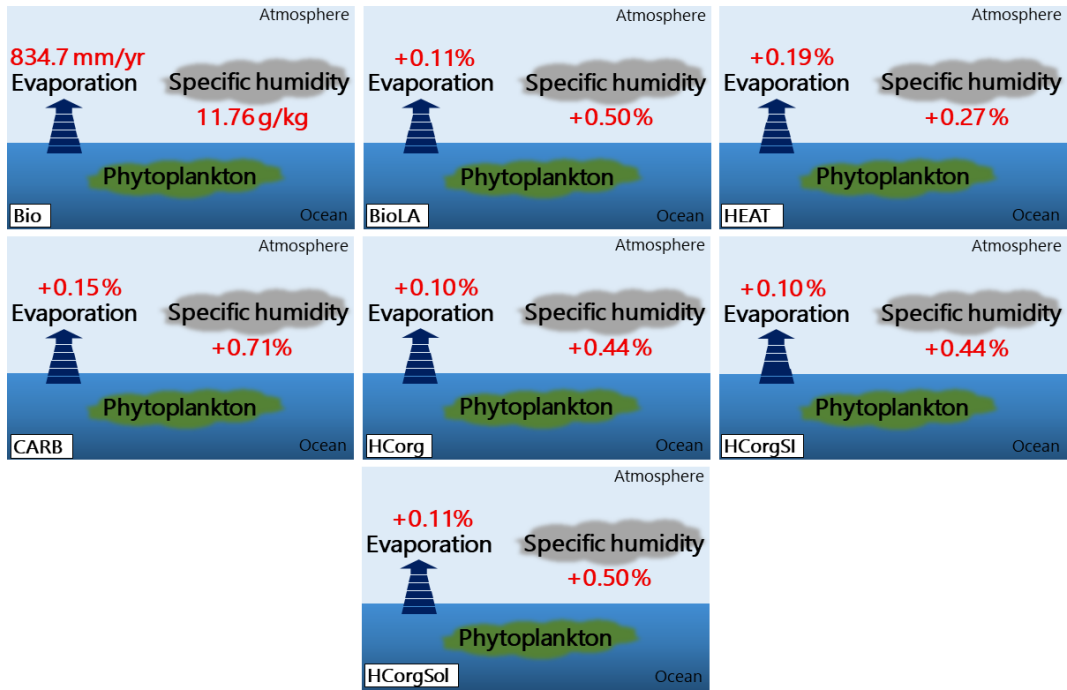 Atmosphere
834.7 mm/yr
Evaporation
Specific humidity
11.76 g/kg
Phytoplankton
Bio
Ocean
Atmosphere
+0.11%
Evaporation
Specific humidity
+0.50%
Phytoplankton
BioLA
Ocean
Atmosphere
+0.19%
Evaporation
Specific humidity
+0.27%
Phytoplankton
HEAT
Ocean
Atmosphere
+0.15%
Evaporation
Specific humidity
+0.71%
Phytoplankton
CARB
Ocean
Atmosphere
+0.10%
Evaporation
Specific humidity
+0.44%
Phytoplankton
HCorg
Ocean
Atmosphere
+0.10%
Evaporation
Specific humidity
+0.44%
Phytoplankton
HCorgSI
Ocean
Atmosphere
+0.11%
Evaporation
Specific humidity
+0.50%
Phytoplankton
HCorgSol
Ocean